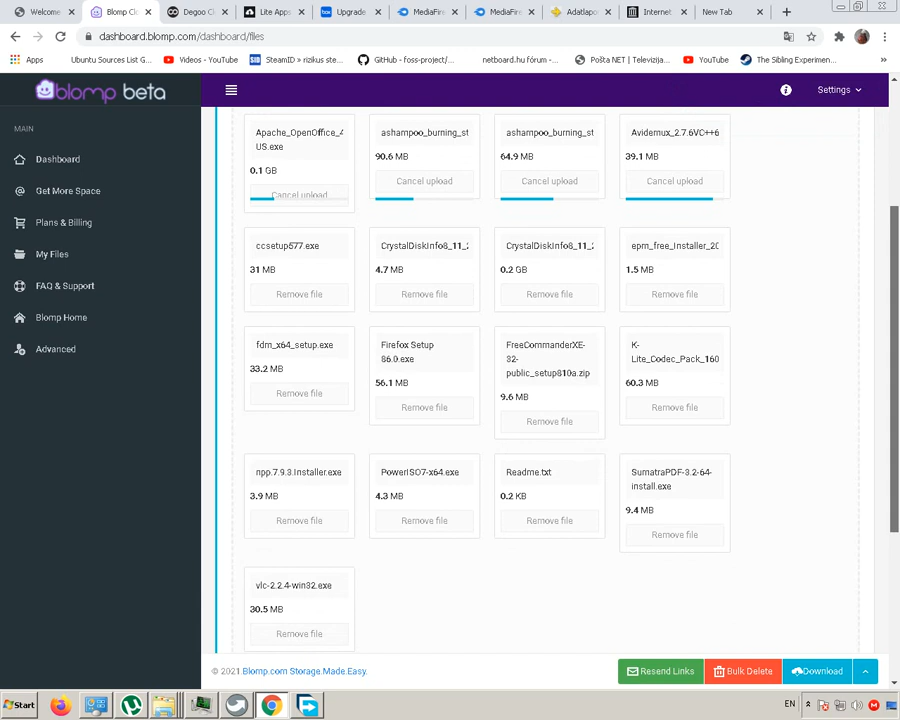 Welcome
Blomp Cl
Degoo C
Lite Apps
Upgrade
MediaFire
MediaFire
Adatlapo
Internet
New Tab
dashboard.blomp.com/dashboard/files
Apps
Ubuntu Sources List G...
Videos - YouTube
SteamID » rizikus ste...
GitHub - foss-project/...
netboard.hu fórum - ...
Pošta NET | Televizija...
YouTube
The Sibling Experimen...
»
blomp beta
Settings
MAIN
Dashboard
Get More Space
Plans & Billing
My Files
FAQ & Support
Blomp Home
Advanced
Apache_OpenOffice_4
US.exe
0.1 GB
Cancel upload
ashampoo_burning_st
90.6 MB
Cancel upload
ashampoo_burning_st
64.9 MB
Cancel upload
Avidemux_2.7.6VC++6
39.1 MB
Cancel upload
ccsetup577.exe
31 MB
Remove file
CrystalDiskInfo8_11_2
4.7 MB
Remove file
CrystalDiskInfo8_11_2
0.2 GB
Remove file
epm_free_Installer_20
1.5 MB
Remove file
fdm_x64_setup.exe
33.2 MB
Remove file
Firefox Setup
86.0.exe
56.1 MB
Remove file
FreeCommanderXE-
32-
public_setup810a.zip
9.6 MB
Remove file
K-
Lite_Codec_Pack_160
60.3 MB
Remove file
npp.7.9.3.Installer.exe
3.9 MB
Remove file
PowerISO7-x64.exe
4.3 MB
Remove file
Readme.txt
0.2 KB
Remove file
SumatraPDF-3.2-64-
install.exe
9.4 MB
Remove file
vlc-2.2.4-win32.exe
30.5 MB
Remove file
© 2021 Blomp.com Storage.Made.Easy.
Resend Links
Bulk Delete
Download
Start
EN